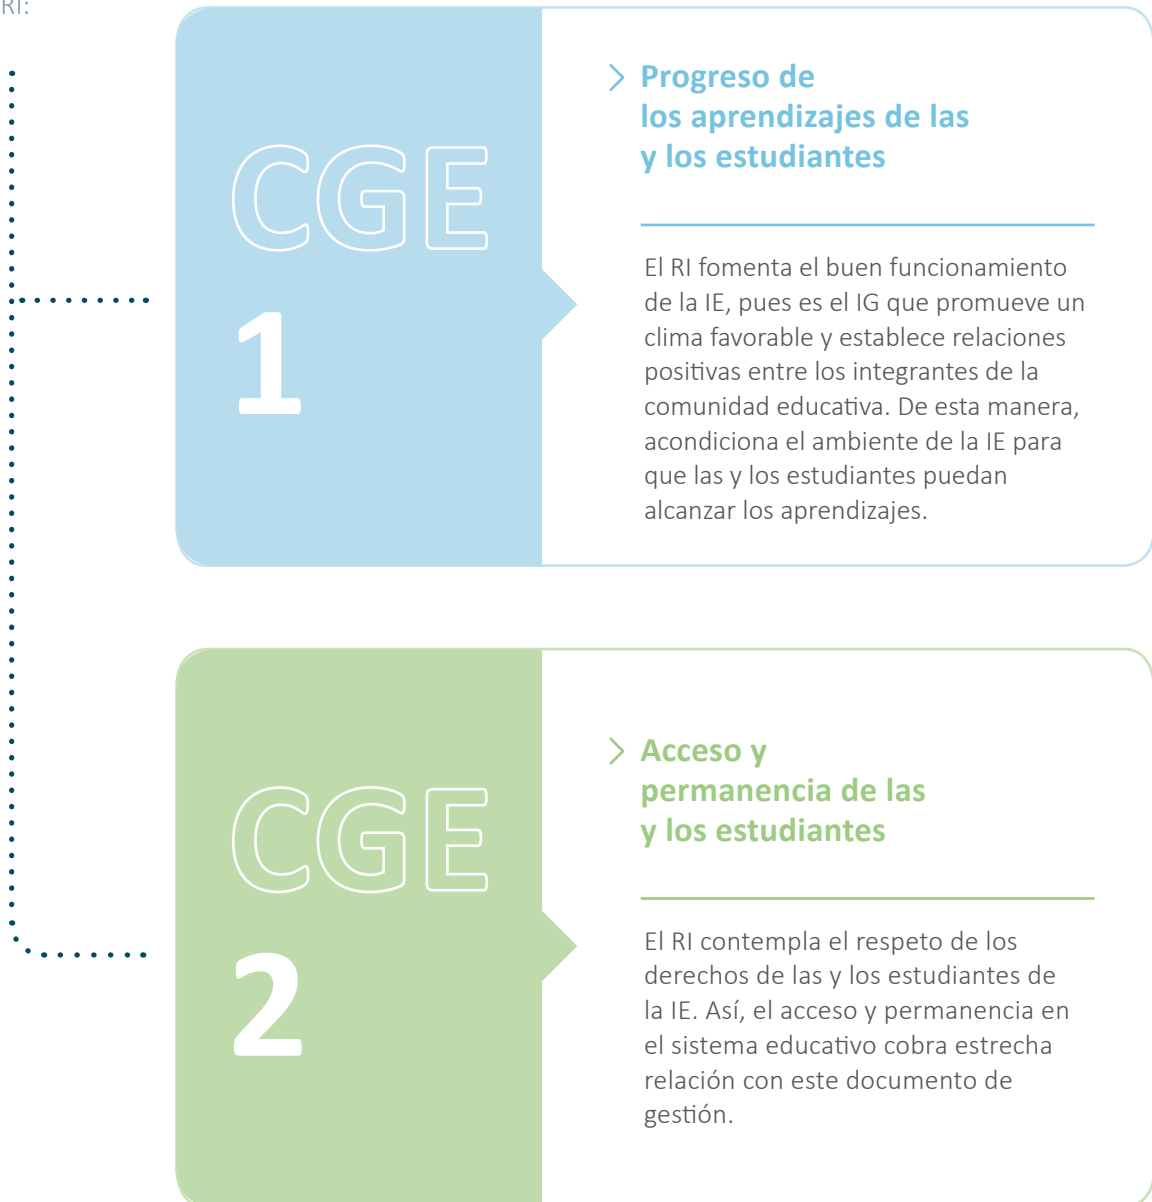 RI:
CGE
1
Progreso de
los aprendizajes de las
y los estudiantes
El RI fomenta el buen funcionamiento
de la IE, pues es el IG que promueve un
clima favorable y establece relaciones
positivas entre los integrantes de la
comunidad educativa. De esta manera,
acondiciona el ambiente de la IE para
que las y los estudiantes puedan
alcanzar los aprendizajes.
CGE
2
Acceso y
permanencia de las
y los estudiantes
El RI contempla el respeto de los
derechos de las y los estudiantes de
la IE. Así, el acceso y permanencia en
el sistema educativo cobra estrecha
relación con este documento de
gestión.